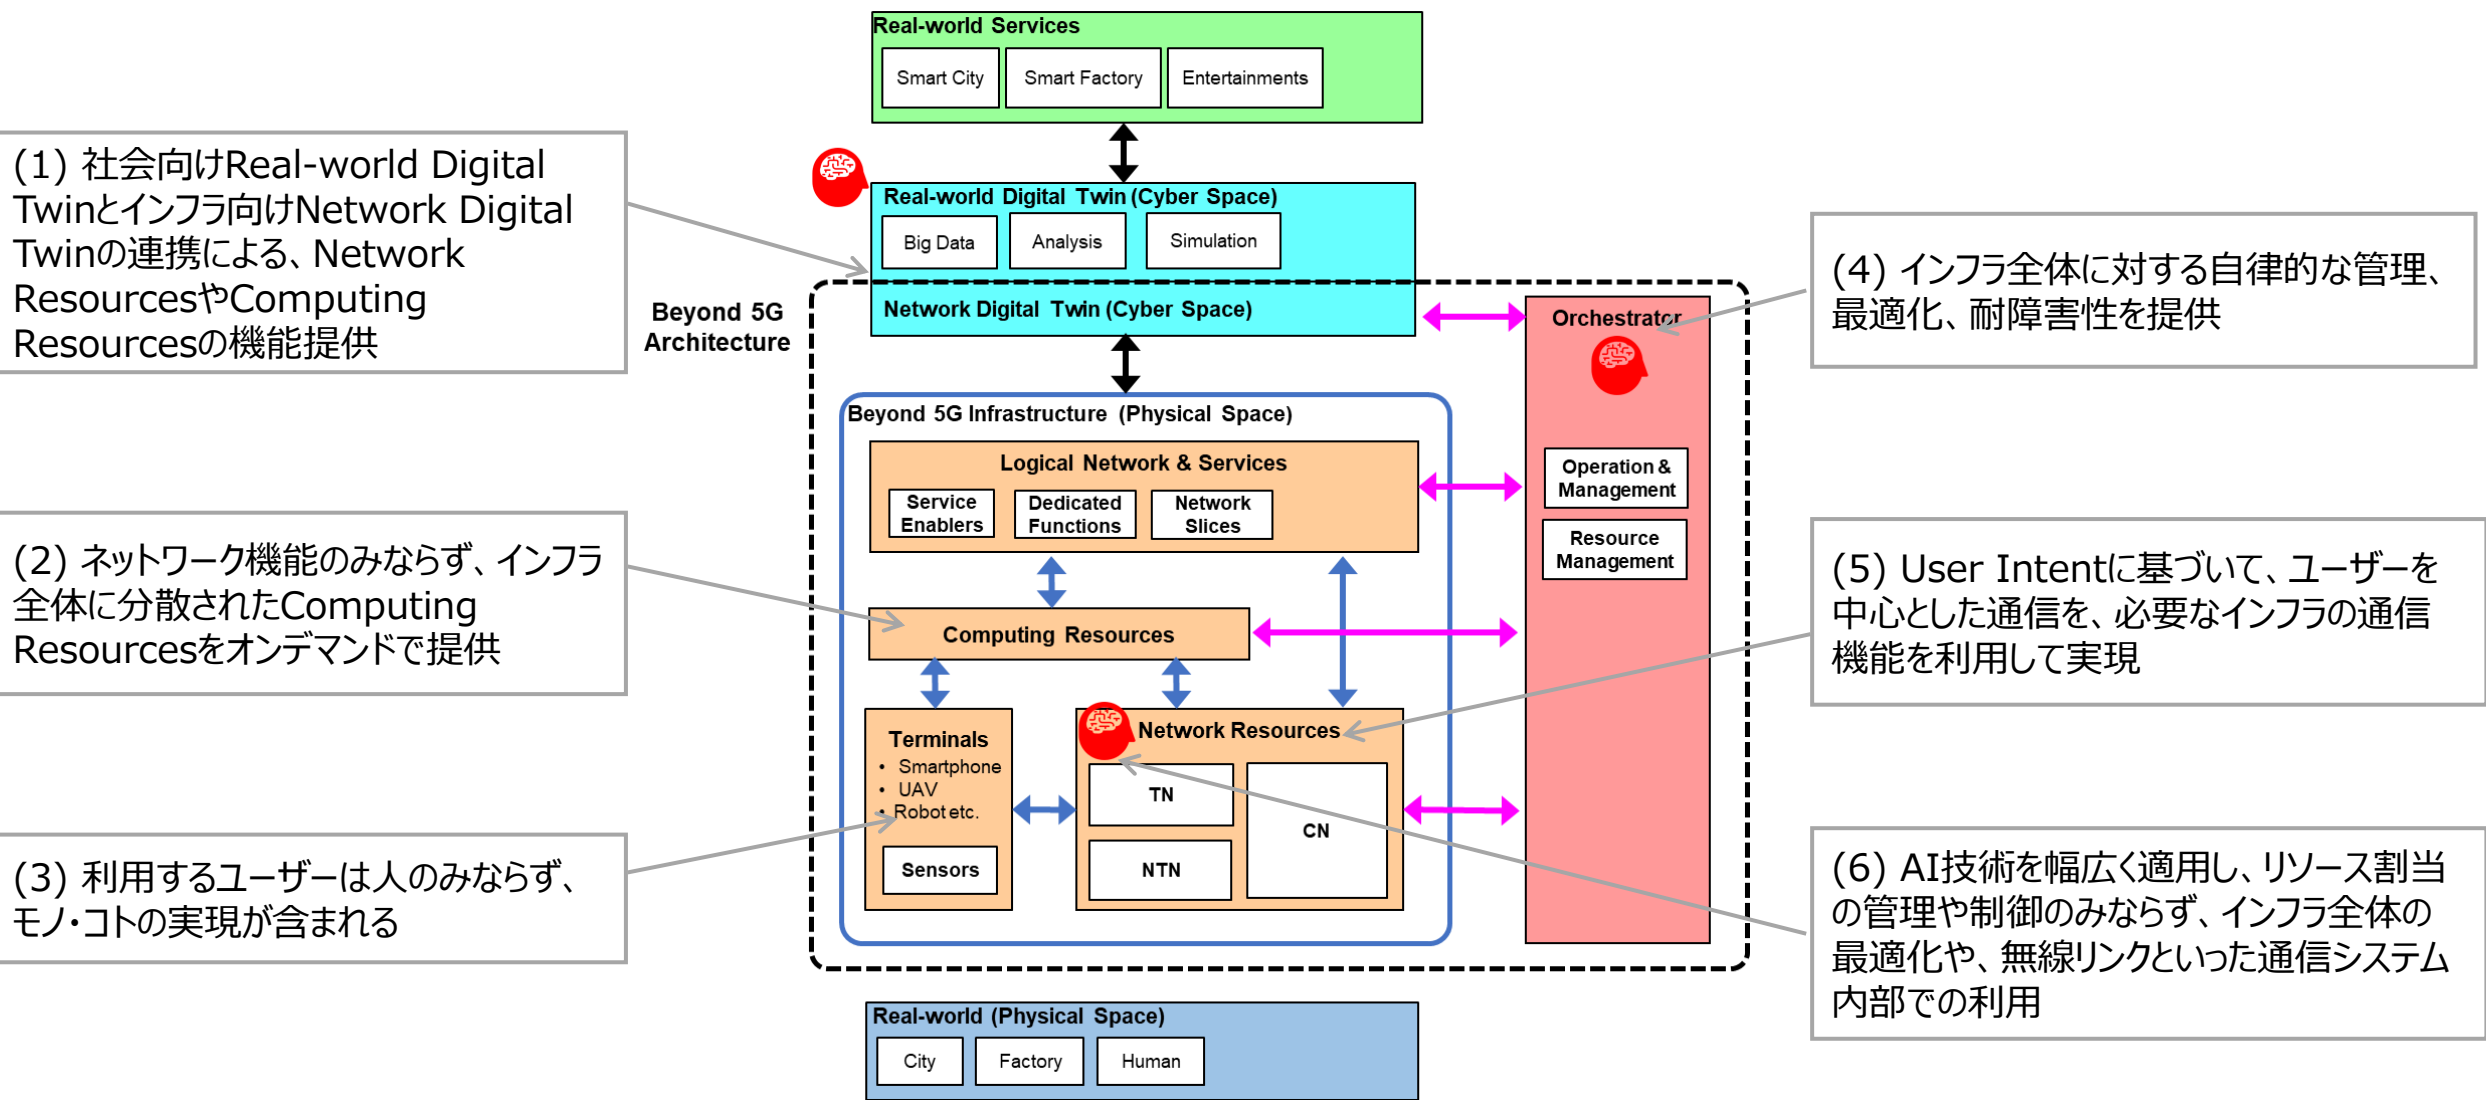 Real-world Services
Smart City
Smart Factory
Entertainments
(1) 社会向けReal-world Digital
Twinとインフラ向けNetwork Digital
Twinの連携による、Network
ResourcesやComputing
Resourcesの機能提供
Real-world Digital Twin (Cyber Space)
Big Data
Analysis
Simulation
Network Digital Twin (Cyber Space)
Beyond 5G
Architecture
Orchestrator
Operation &
Management
Resource
Management
(4) インフラ全体に対する自律的な管理、
最適化、耐障害性を提供
Beyond 5G Infrastructure (Physical Space)
Logical Network & Services
Service
Enablers
Dedicated
Functions
Network
Slices
(2) ネットワーク機能のみならず、インフラ
全体に分散されたComputing
Resourcesをオンデマンドで提供
Computing Resources
(5) User Intentに基づいて、ユーザーを
中心とした通信を、必要なインフラの通信
機能を利用して実現
Terminals
• Smartphone
• UAV
• Robot etc.
Sensors
Network Resources
TN
NTN
CN
(3) 利用するユーザーは人のみならず、
モノ・コトの実現が含まれる
(6) AI技術を幅広く適用し、リソース割当
の管理や制御のみならず、インフラ全体の
最適化や、無線リンクといった通信システム
内部での利用
Real-world (Physical Space)
City
Factory
Human